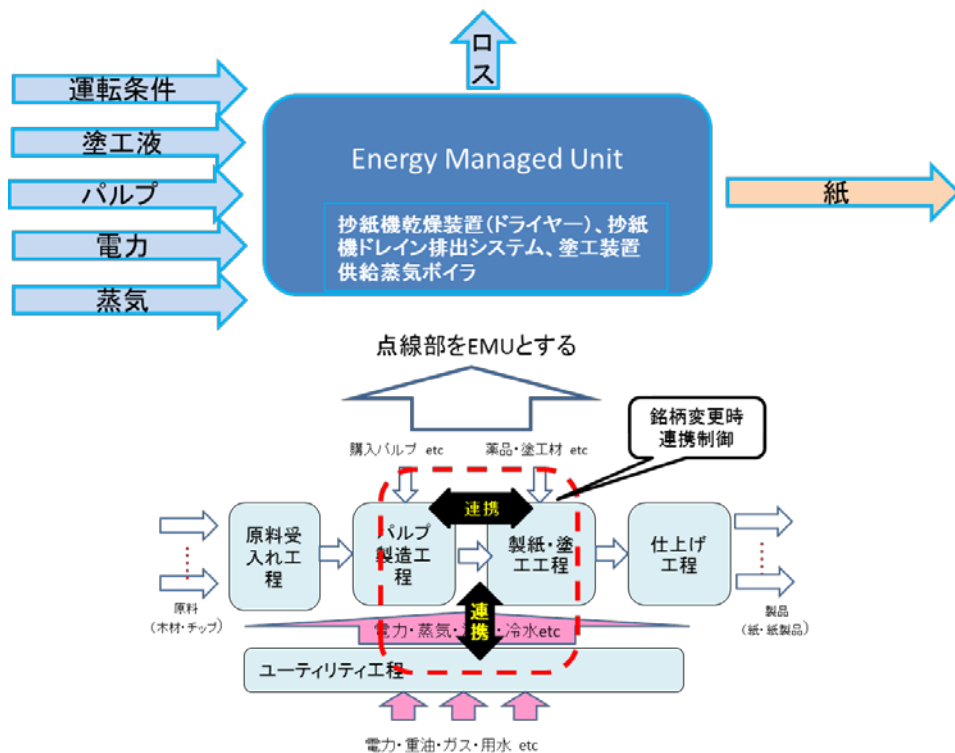 ロス
運転条件
塗工液
パルプ
電力
蒸気
Energy Managed Unit
抄紙機乾燥装置(ドライヤー)、抄紙
機ドレイン排出システム、塗工装置
供給蒸気ボイラ
紙
点線部をEMUとする
銘柄変更時
連携制御
購入パルプ etc
薬品・塗工材 etc
連携
原料受
入れ工
程
パルプ
製造工
程
製紙・塗
工工程
仕上げ
工程
原料
(木材・チップ)
製品
(紙・紙製品)
連携
電力・蒸気・
・冷水etc
ユーティリティ工程
電力・重油・ガス・用水 etc